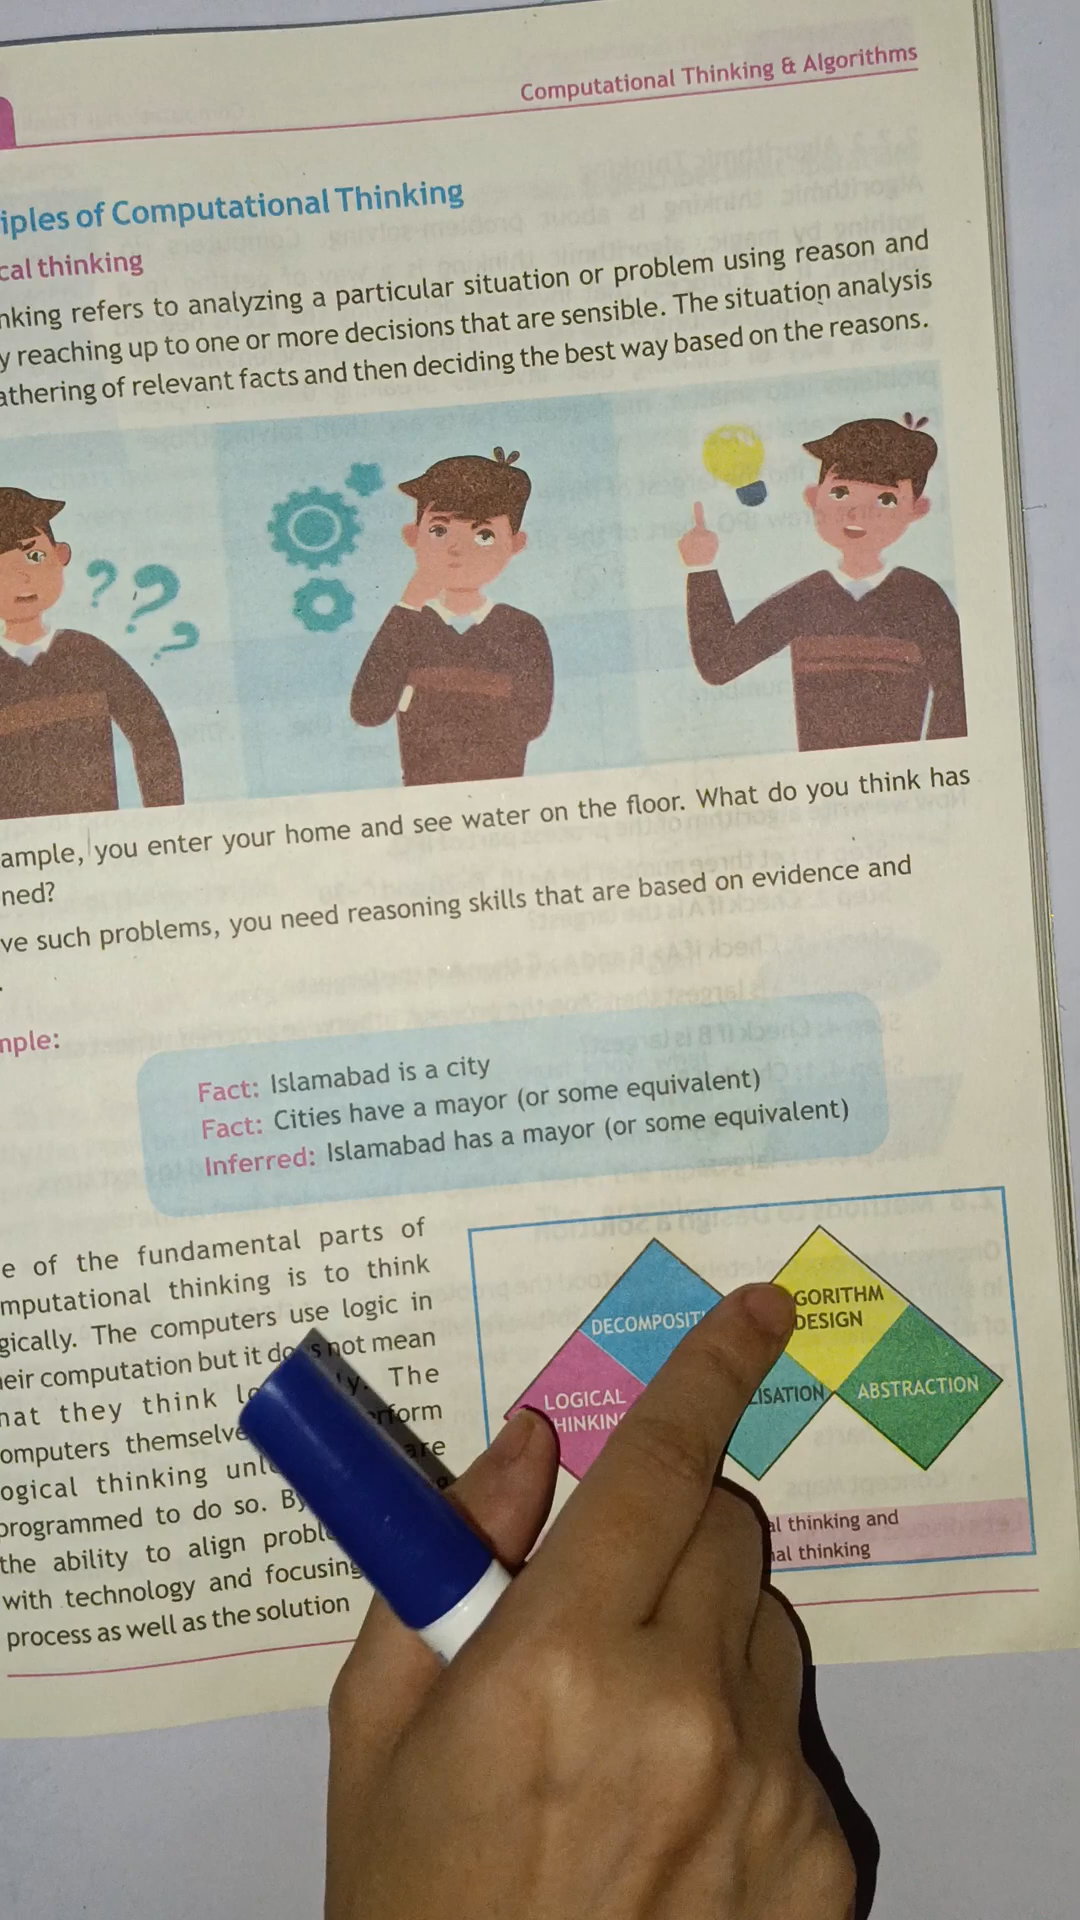 Computational Thinking & Algorithms
iples of Computational Thinking
cal thinking
nking refers to analyzing a particular situation or problem using reason and
y reaching up to one or more decisions that are sensible. The situation analysis
athering of relevant facts and then deciding the best way based on the reasons.
? ? ?
ample, you enter your home and see water on the floor. What do you think has
ned?
ve such problems, you need reasoning skills that are based on evidence and
.
mple:
Fact: Islamabad is a city
Fact: Cities have a mayor (or some equivalent)
Inferred: Islamabad has a mayor (or some equivalent)
e of the fundamental parts of
mputational thinking is to think
gically. The computers use logic in
eir computation but it not mean
hat they think The
omputers themselve
ogical thinking
programmed to do so.
the ability to align
with technology and focusing
process as well as the solution
DECOMPOSIT
GORITHM
DESIGN
LOGICAL
HINKIN
ISATION
ABSTRACTION
al thinking and
nal thinking